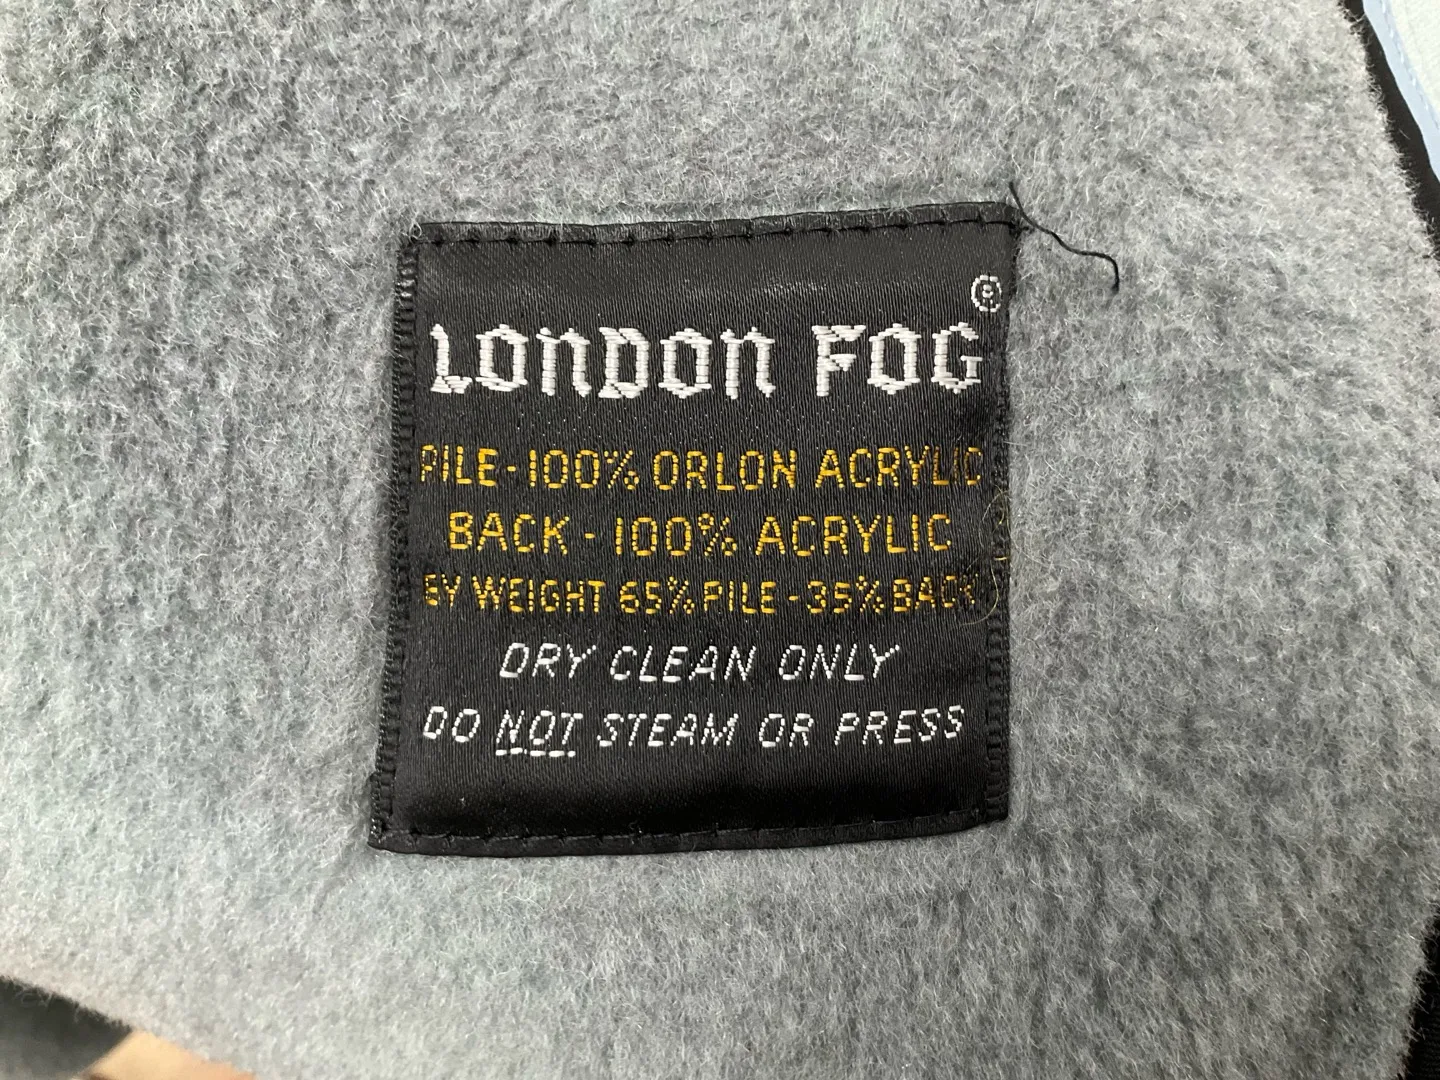 LONDON FOG®
PILE-100% ORLON ACRYLIC
BACK - 100% ACRYLIC
BY WEIGHT 65% PILE - 35% BACK
DRY CLEAN ONLY
DO NOT STEAM OR PRESS